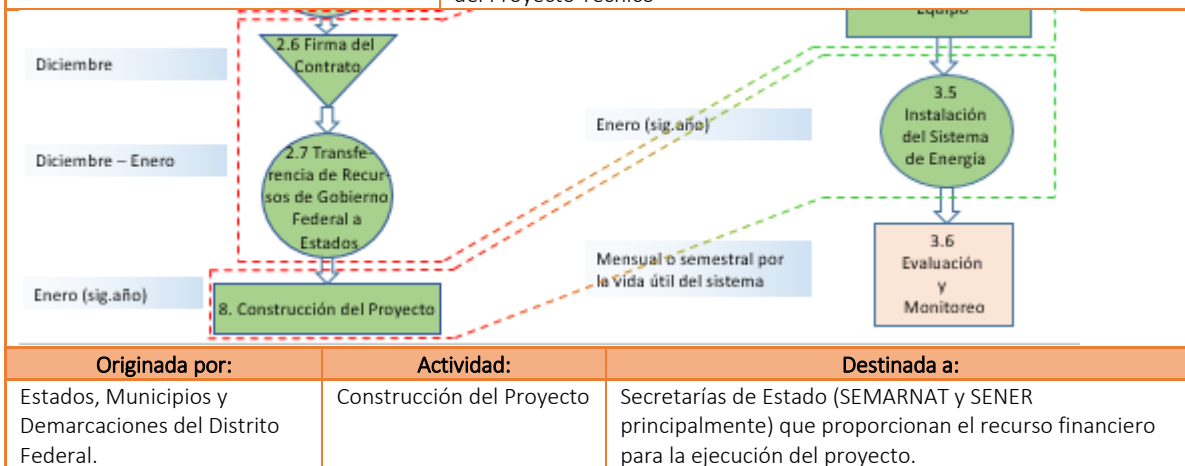 del Proyecto Técnico
Diciembre
2.6 Firma del
Contrato
Diciembre – Enero
2.7 Transfe-
rencia de Recur-
sos de Gobierno
Federal a
Estados
Enero (sig.año)
8. Construcción del Proyecto
Equipo
Enero (sig.año)
3.5
Instalación
del Sistema
de Energía
Mensual o semestral por
la vida útil del sistema
3.6
Evaluación
y
Monitoreo
Originada por:
Actividad:
Destinada a:
Estados, Municipios y
Demarcaciones del Distrito
Federal.
Construcción del Proyecto
Secretarías de Estado (SEMARNAT y SENER
principalmente) que proporcionan el recurso financiero
para la ejecución del proyecto.